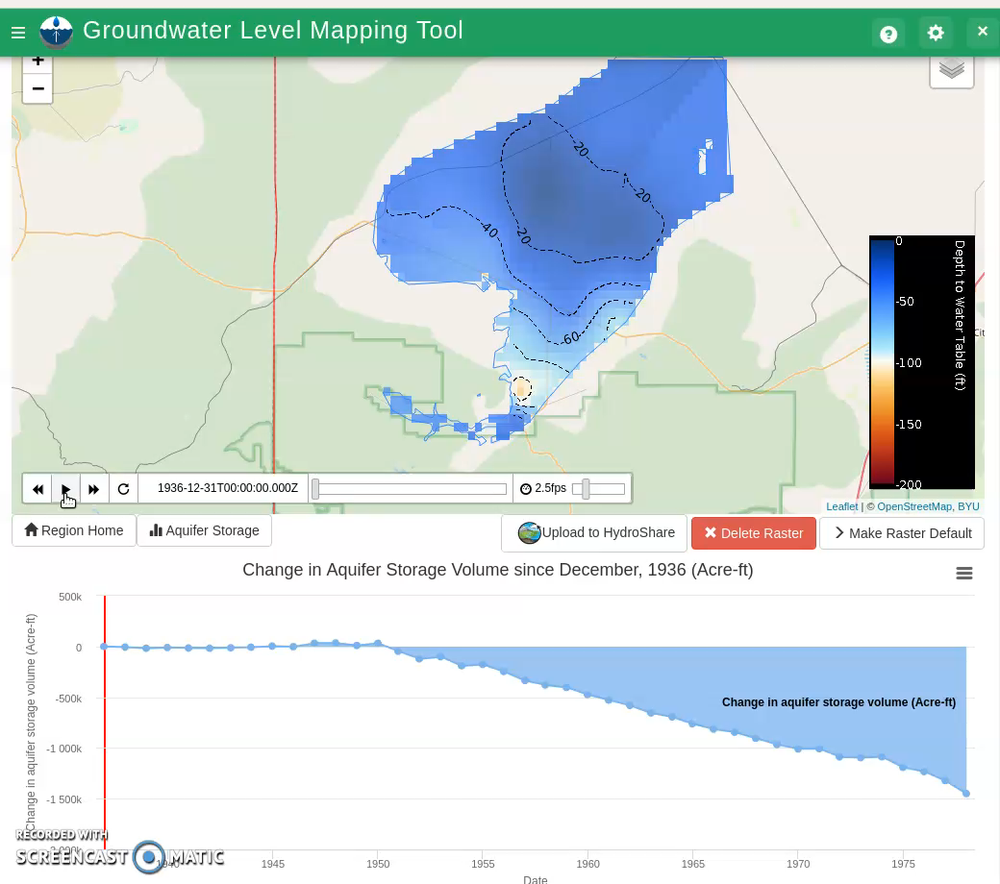 Groundwater Level Mapping Tool
? ×
+
−
20
20
40
20
60
Depth to Water Table (ft)
0
-50
-100
-150
-200
1936-12-31T00:00:00.000Z
2.5fps
Leaflet | © OpenStreetMap, BYU
Region Home
Aquifer Storage
Upload to HydroShare
Delete Raster
Make Raster Default
Change in Aquifer Storage Volume since December, 1936 (Acre-ft)
Change in aquifer storage volume (Acre-ft)
500k
0
-500k
-1 000k
-1 500k
Change in aquifer storage volume (Acre-ft)
RECORDED WITH
SCREENCAST MATIC
1940
1945
1950
1955
1960
1965
1970
1975
Date